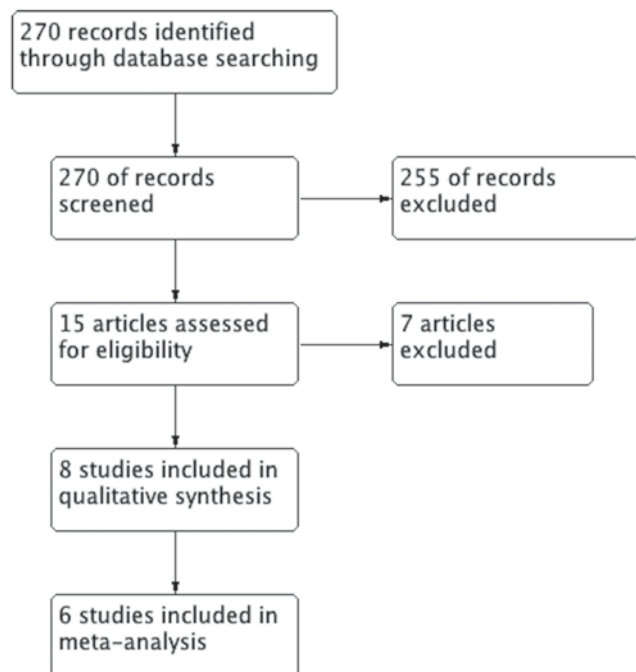 270 records identified
through database searching
270 of records
screened
255 of records
excluded
15 articles assessed
for eligibility
7 articles
excluded
8 studies included in
qualitative synthesis
6 studies included in
meta-analysis